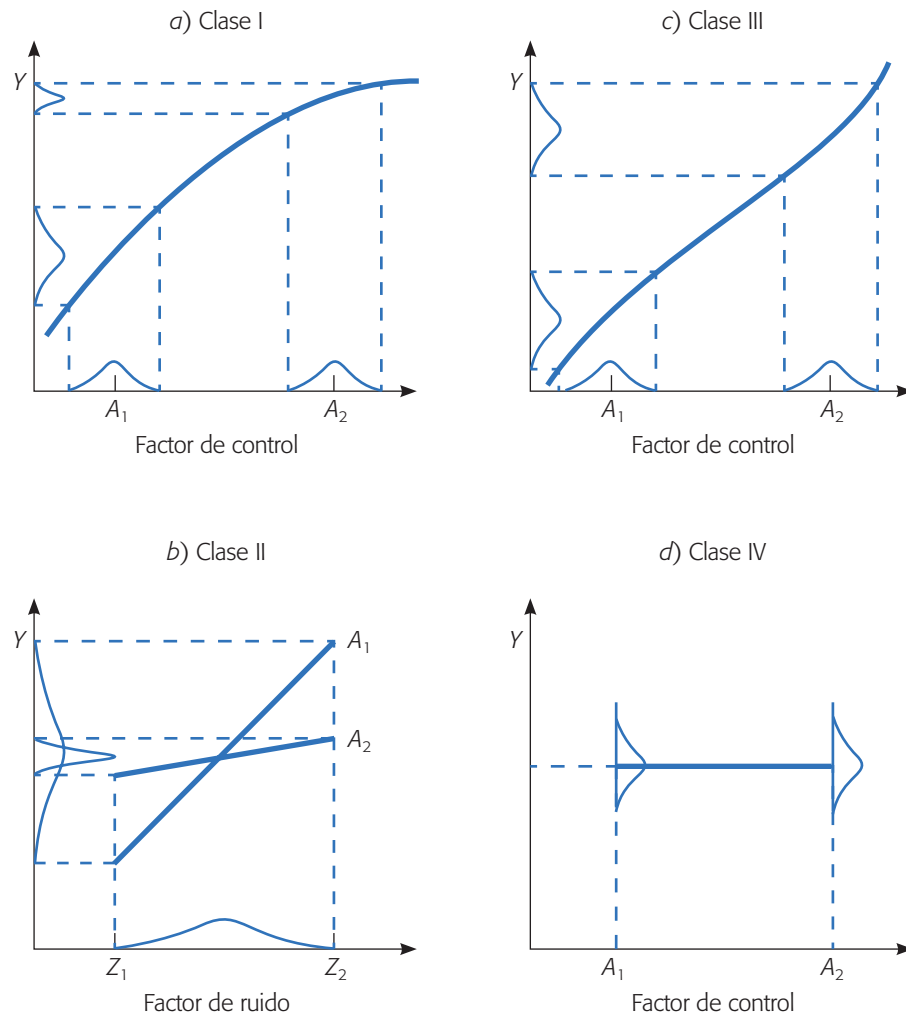 a) Clase I
Y
A₁
A₂
Factor de control
c) Clase III
Y
A₁
A₂
Factor de control
b) Clase II
Y
A₁
A₂
Z₁
Z₂
Factor de ruido
d) Clase IV
Y
A₁
A₂
Factor de control